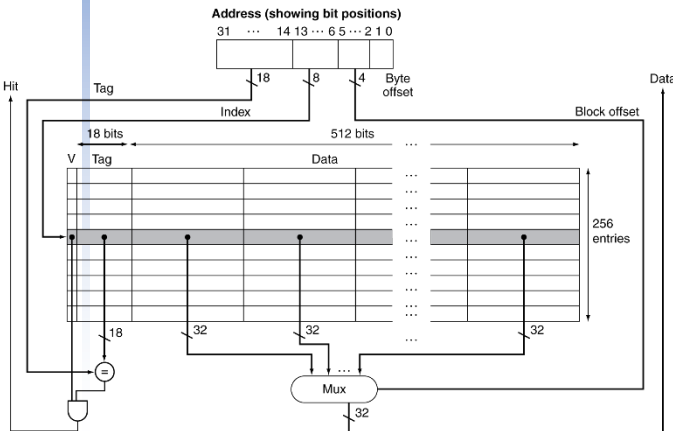 Address (showing bit positions)
31 ... 14 13 ... 6 5 ... 2 1 0
Hit
Tag
18
8
4
Byte
offset
Data
Index
Block offset
18 bits
512 bits
...
V
Tag
Data
...
...
...
...
...
...
...
...
...
...
256
entries
18
32
32
...
32
=
...
Mux
32